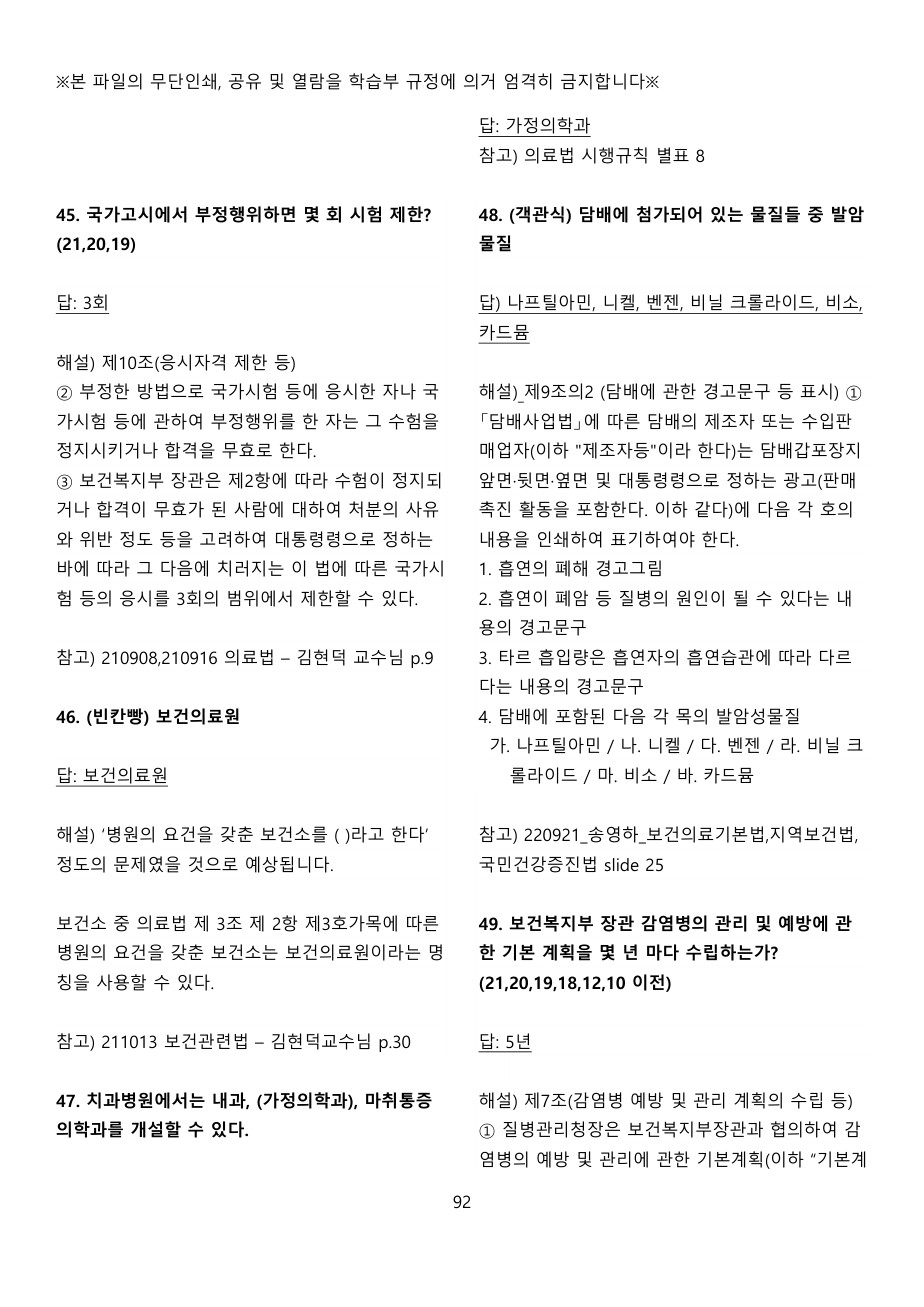 ※본 파일의 무단인쇄, 공유 및 열람을 학습부 규정에 의거 엄격히 금지합니다※
45. 국가고시에서 부정행위하면 몇 회 시험 제한?
(21,20,19)
답: 3회
해설) 제10조(응시자격 제한 등)
② 부정한 방법으로 국가시험 등에 응시한 자나 국
가시험 등에 관하여 부정행위를 한 자는 그 수험을
정지시키거나 합격을 무효로 한다.
③ 보건복지부 장관은 제2항에 따라 수험이 정지되
거나 합격이 무효가 된 사람에 대하여 처분의 사유
와 위반 정도 등을 고려하여 대통령령으로 정하는
바에 따라 그 다음에 치러지는 이 법에 따른 국가시
험 등의 응시를 3회의 범위에서 제한할 수 있다.
참고) 210908,210916 의료법 – 김현덕 교수님 p.9
46. (빈칸빵) 보건의료원
답: 보건의료원
해설) ‘병원의 요건을 갖춘 보건소를 ( )라고 한다‘
정도의 문제였을 것으로 예상됩니다.
보건소 중 의료법 제 3조 제 2항 제3호가목에 따른
병원의 요건을 갖춘 보건소는 보건의료원이라는 명
칭을 사용할 수 있다.
참고) 211013 보건관련법 – 김현덕교수님 p.30
47. 치과병원에서는 내과, (가정의학과), 마취통증
의학과를 개설할 수 있다.
답: 가정의학과
참고) 의료법 시행규칙 별표 8
48. (객관식) 담배에 첨가되어 있는 물질들 중 발암
물질
답) 나프틸아민, 니켈, 벤젠, 비닐 크롤라이드, 비소,
카드뮴
해설)_제9조의2 (담배에 관한 경고문구 등 표시) ①
「담배사업법」에 따른 담배의 제조자 또는 수입판
매업자(이하 "제조자등"이라 한다)는 담배갑포장지
앞면·뒷면·옆면 및 대통령령으로 정하는 광고(판매
촉진 활동을 포함한다. 이하 같다)에 다음 각 호의
내용을 인쇄하여 표기하여야 한다.
1. 흡연의 폐해 경고그림
2. 흡연이 폐암 등 질병의 원인이 될 수 있다는 내
용의 경고문구
3. 타르 흡입량은 흡연자의 흡연습관에 따라 다르
다는 내용의 경고문구
4. 담배에 포함된 다음 각 목의 발암성물질
가. 나프틸아민 / 나. 니켈 / 다. 벤젠 / 라. 비닐 크
롤라이드 / 마. 비소 / 바. 카드뮴
참고) 220921_송영하_보건의료기본법,지역보건법,
국민건강증진법 slide 25
49. 보건복지부 장관 감염병의 관리 및 예방에 관
한 기본 계획을 몇 년 마다 수립하는가?
(21,20,19,18,12,10 이전)
답: 5년
해설) 제7조(감염병 예방 및 관리 계획의 수립 등)
① 질병관리청장은 보건복지부장관과 협의하여 감
염병의 예방 및 관리에 관한 기본계획(이하 “기본계
92